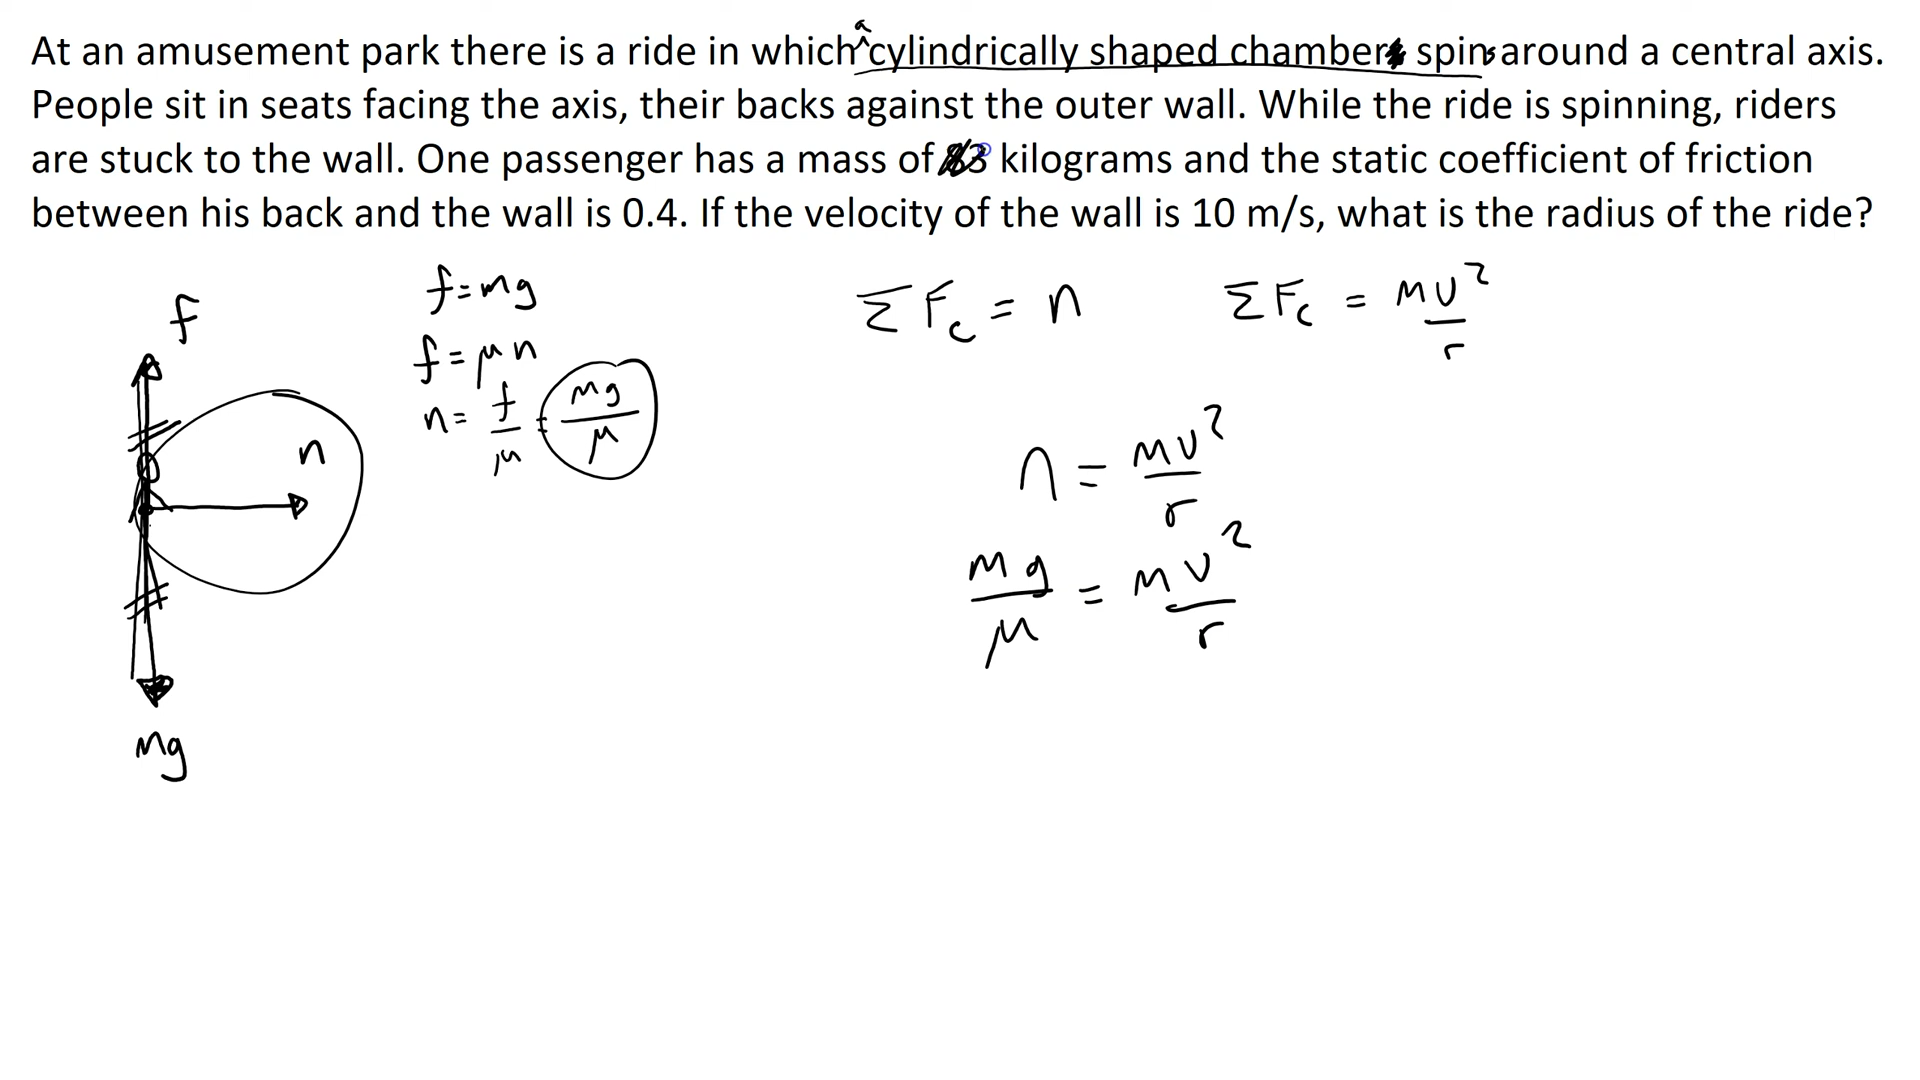 At an amusement park there is a ride in which a cylindrically shaped chamber spins around a central axis.
People sit in seats facing the axis, their backs against the outer wall. While the ride is spinning, riders
are stuck to the wall. One passenger has a mass of kilograms and the static coefficient of friction
between his back and the wall is 0.4. If the velocity of the wall is 10 m/s, what is the radius of the ride?
f
n
mg
f = mg
f = μn
n = f/μ = mg/μ
ΣFc = n
ΣFc = mv²/r
n = mv²/r
mg/μ = mv²/r